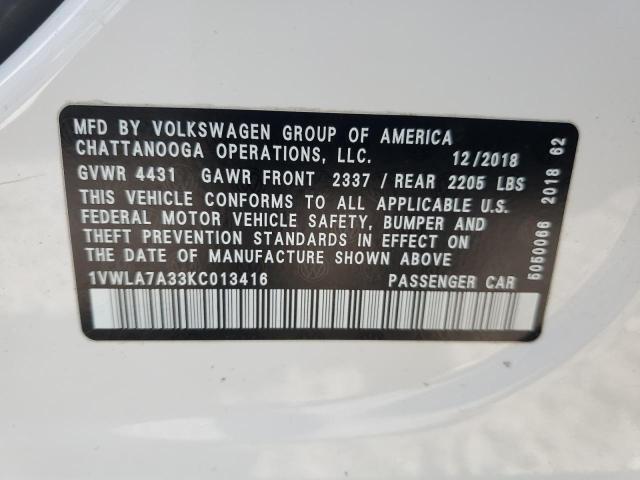 MFD BY VOLKSWAGEN GROUP OF AMERICA
CHATTANOOGA OPERATIONS, LLC. 12/2018
GVWR 4431 GAWR FRONT 2337 / REAR 2205 LBS
THIS VEHICLE CONFORMS TO ALL APPLICABLE U.S.
FEDERAL MOTOR VEHICLE SAFETY, BUMPER AND
THEFT PREVENTION STANDARDS IN EFFECT ON
THE DATE OF MANUFACTURE SHOWN ABOVE
1VWLA7A33KC013416 PASSENGER CAR
5050066 2018 62